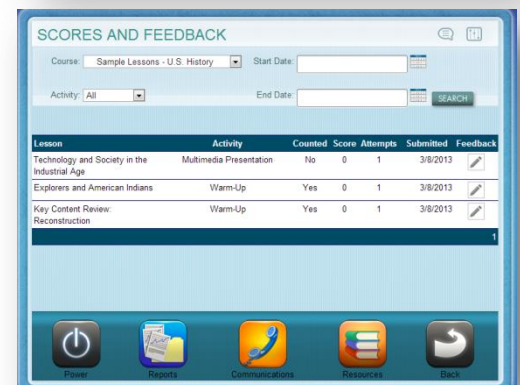 SCORES AND FEEDBACK
Course: Sample Lessons - U.S. History Start Date:
Activity: All End Date: SEARCH
Lesson Activity Counted Score Attempts Submitted Feedback
Technology and Society in the Industrial Age Multimedia Presentation No 0 1 3/8/2013
Explorers and American Indians Warm-Up Yes 0 1 3/8/2013
Key Content Review: Reconstruction Warm-Up Yes 0 1 3/8/2013
1
Power Reports Communications Resources Back